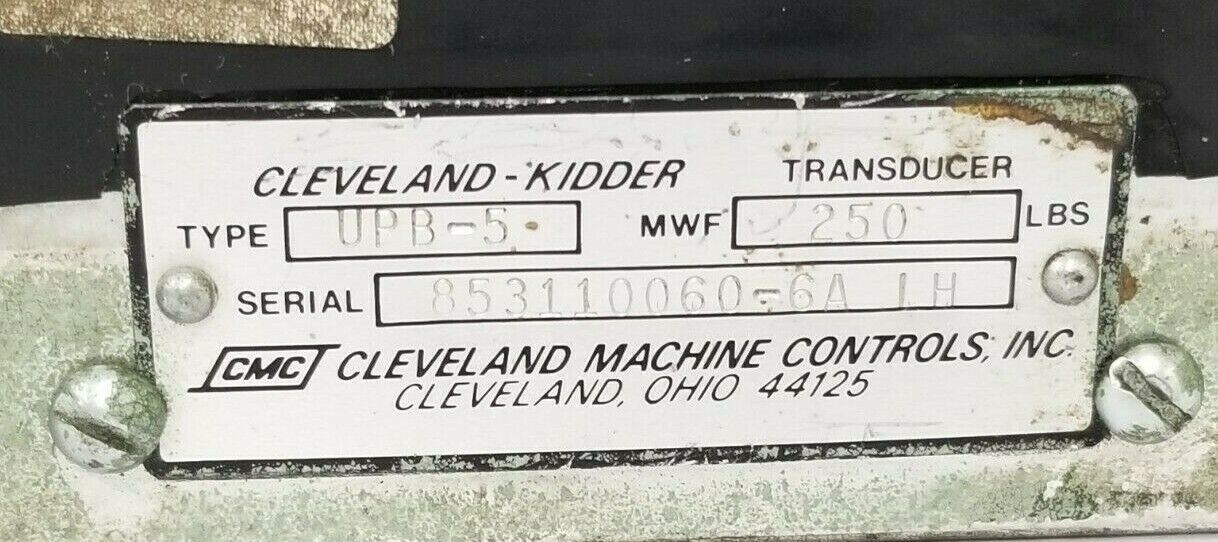 CLEVELAND-KIDDER TRANSDUCER
TYPE UPB-5 MWF 250 LBS
SERIAL 853110060-6A LH
CMC CLEVELAND MACHINE CONTROLS, INC.
CLEVELAND, OHIO 44125